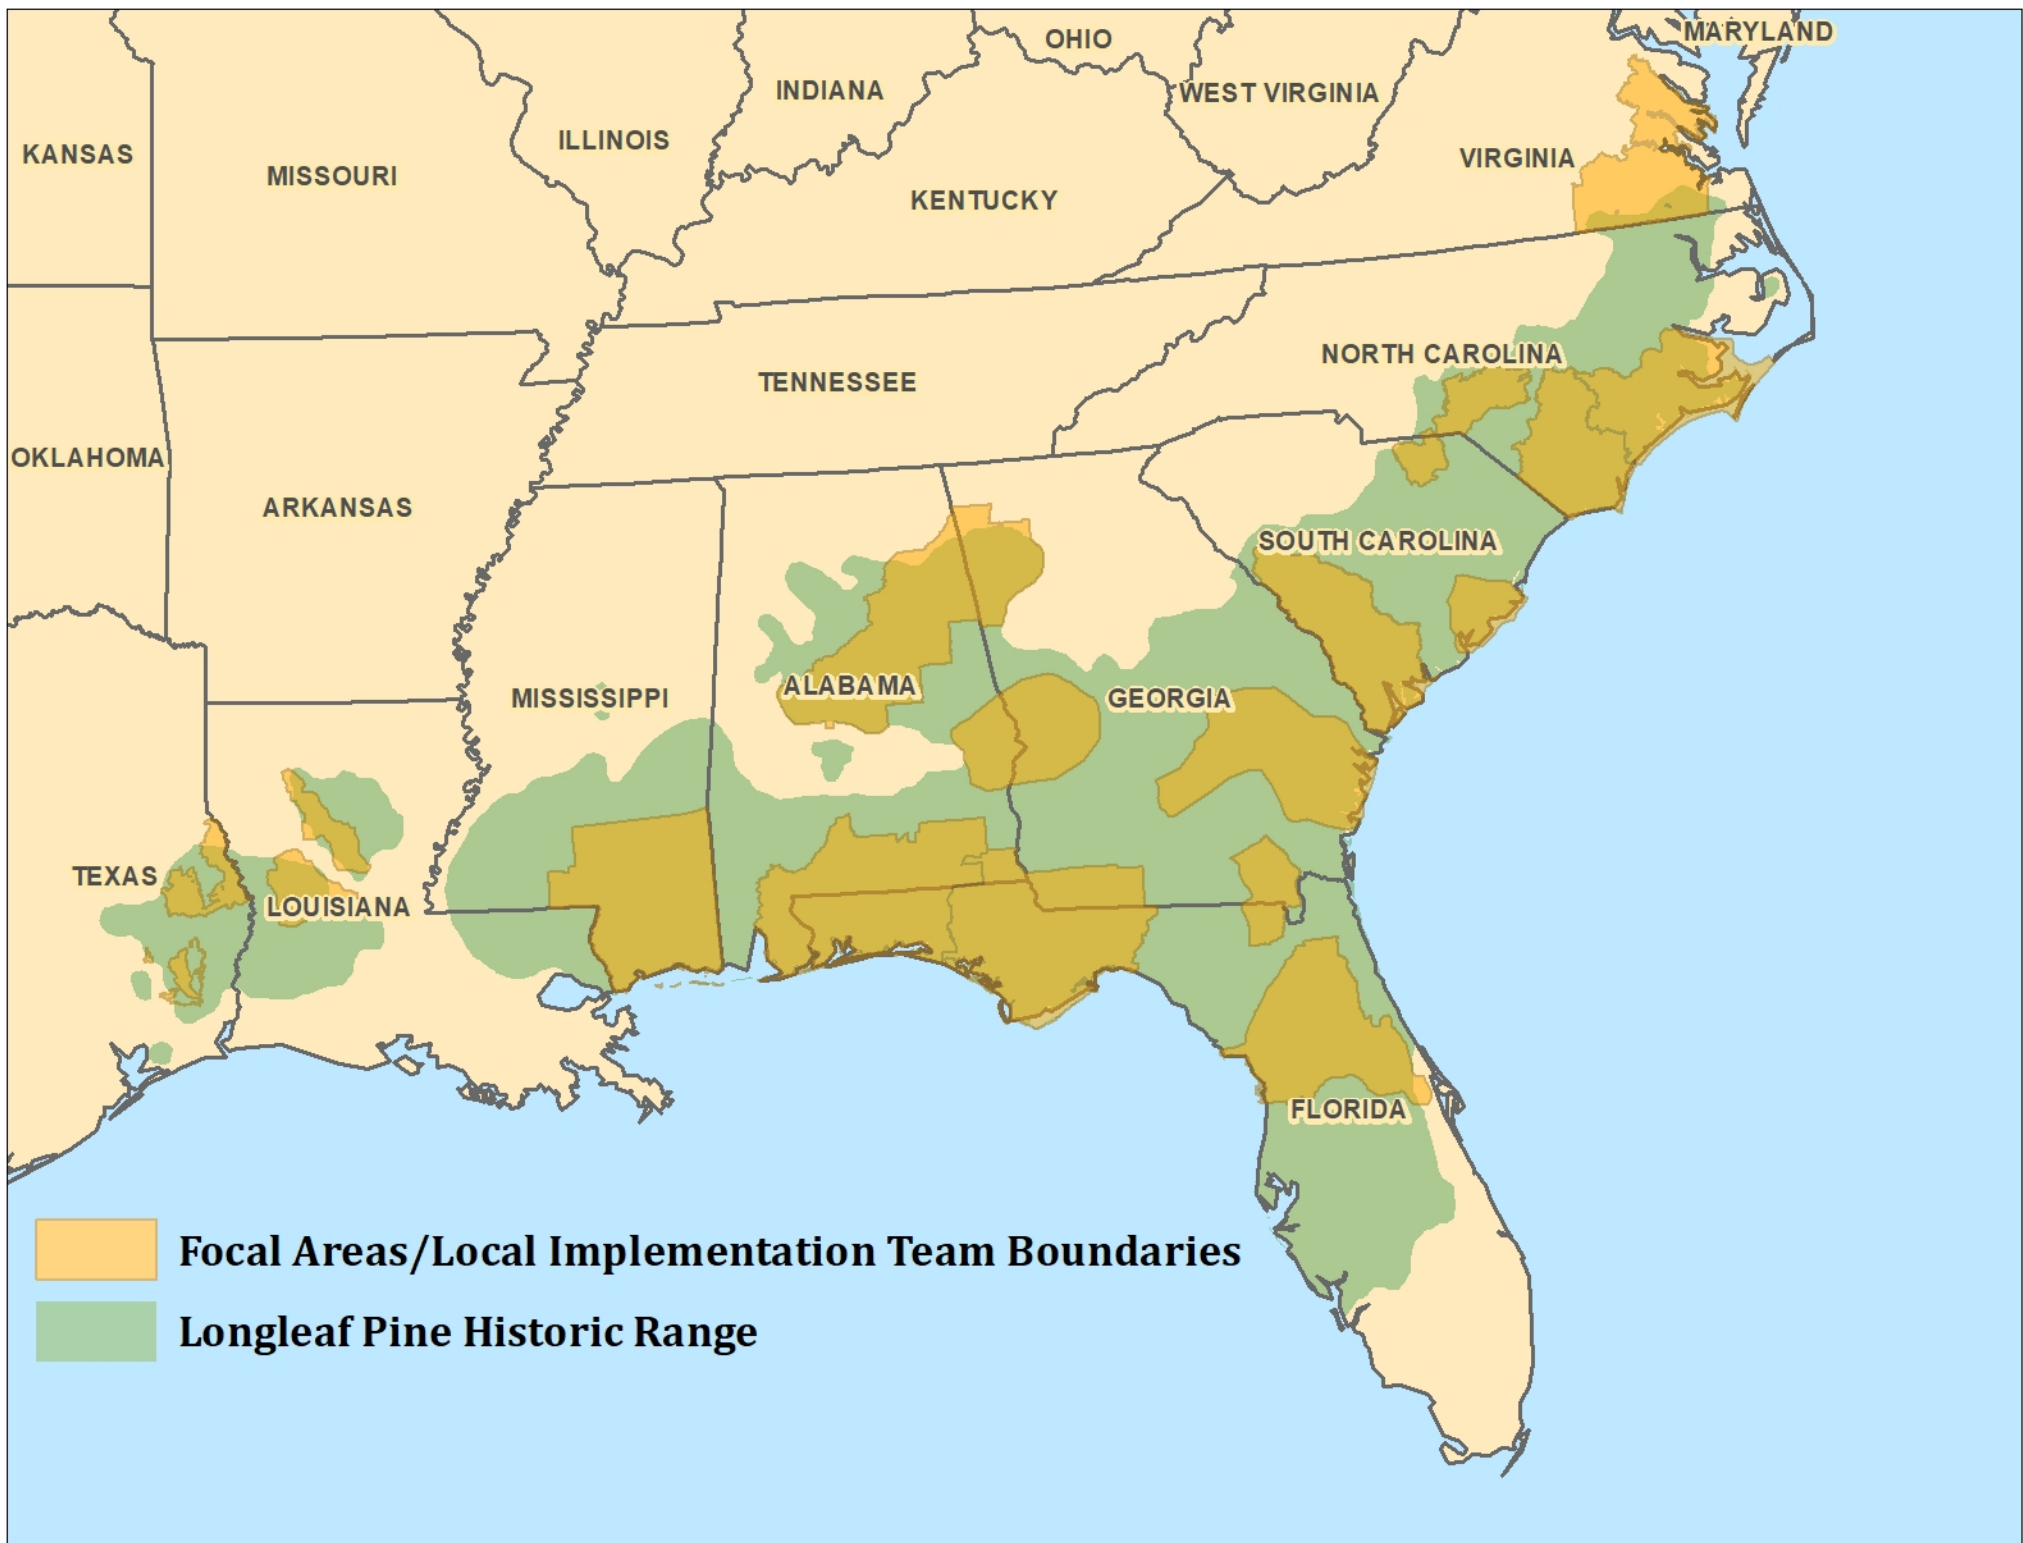 MARYLAND
OHIO
INDIANA
WEST VIRGINIA
ILLINOIS
KANSAS
VIRGINIA
MISSOURI
KENTUCKY
NORTH CAROLINA
TENNESSEE
OKLAHOMA
ARKANSAS
SOUTH CAROLINA
ALABAMA
MISSISSIPPI
GEORGIA
TEXAS
LOUISIANA
FLORIDA
Focal Areas/Local Implementation Team Boundaries
Longleaf Pine Historic Range